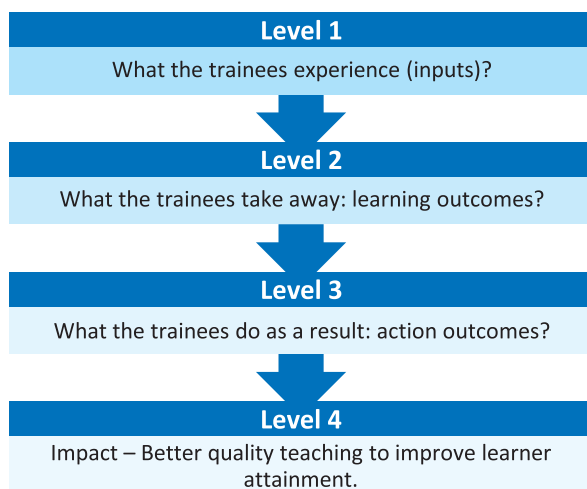 Level 1
What the trainees experience (inputs)?
Level 2
What the trainees take away: learning outcomes?
Level 3
What the trainees do as a result: action outcomes?
Level 4
Impact – Better quality teaching to improve learner
attainment.